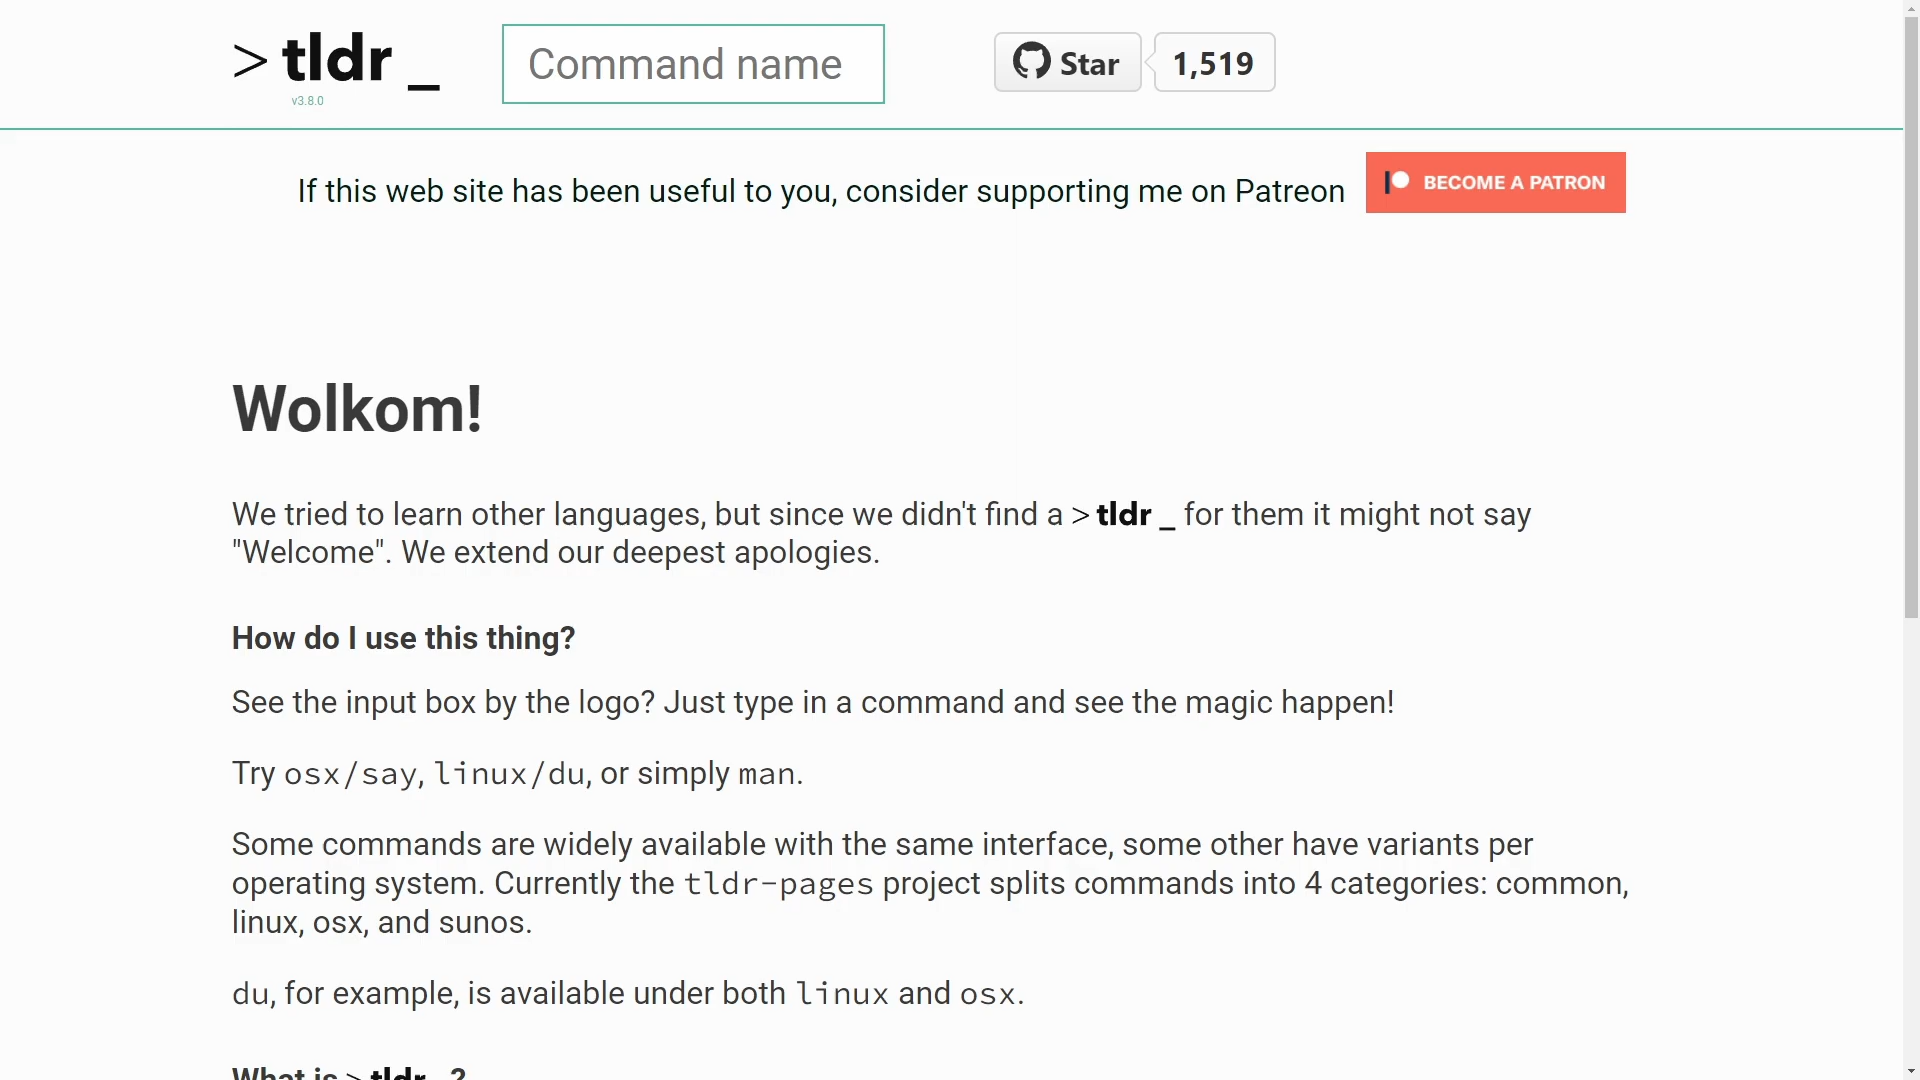 > tldr _
v3.8.0
Command name
Star
1,519
If this web site has been useful to you, consider supporting me on Patreon
BECOME A PATRON
Wolkom!
We tried to learn other languages, but since we didn't find a > tldr _ for them it might not say
"Welcome". We extend our deepest apologies.
How do I use this thing?
See the input box by the logo? Just type in a command and see the magic happen!
Try osx/say, linux/du, or simply man.
Some commands are widely available with the same interface, some other have variants per
operating system. Currently the tldr-pages project splits commands into 4 categories: common,
linux, osx, and sunos.
du, for example, is available under both linux and osx.
What is > tldr _ ?